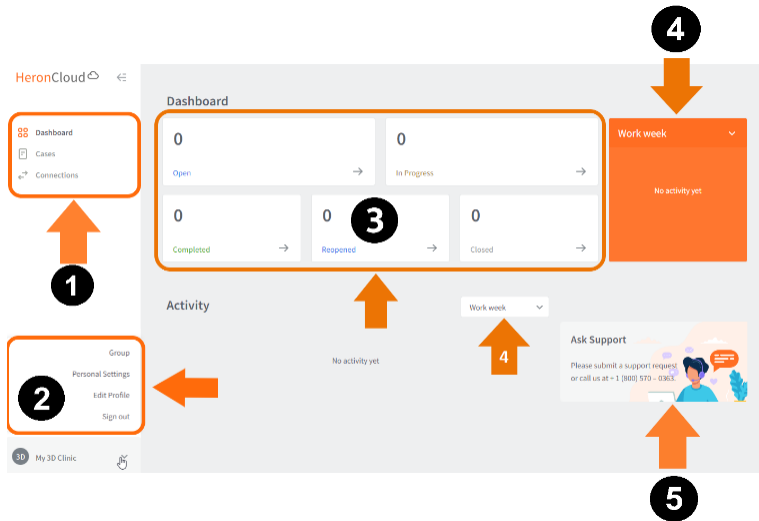 4
HeronCloud
Dashboard
Dashboard
Cases
Connections
1
0
Open
0
In Progress
0
Completed
0
Reopened
3
0
Closed
Work week
No activity yet
Activity
Work week
4
No activity yet
Ask Support
Please submit a support request
or call us at + 1 (800) 570 – 0363.
5
Group
Personal Settings
Edit Profile
Sign out
2
3D
My 3D Clinic